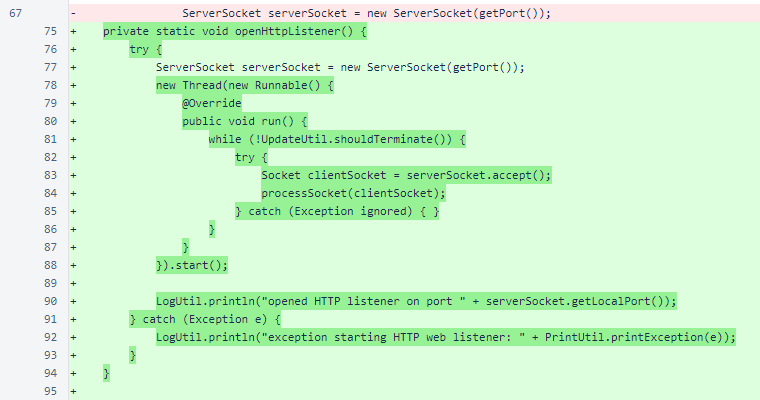 67 - ServerSocket serverSocket = new ServerSocket(getPort());
75 + private static void openHttpListener() {
76 + try {
77 + ServerSocket serverSocket = new ServerSocket(getPort());
78 + new Thread(new Runnable() {
79 + @Override
80 + public void run() {
81 + while (!UpdateUtil.shouldTerminate()) {
82 + try {
83 + Socket clientSocket = serverSocket.accept();
84 + processSocket(clientSocket);
85 + } catch (Exception ignored) { }
86 + }
87 + }
88 + }).start();
89 +
90 + LogUtil.println("opened HTTP listener on port " + serverSocket.getLocalPort());
91 + } catch (Exception e) {
92 + LogUtil.println("exception starting HTTP web listener: " + PrintUtil.printException(e));
93 + }
94 + }
95 +